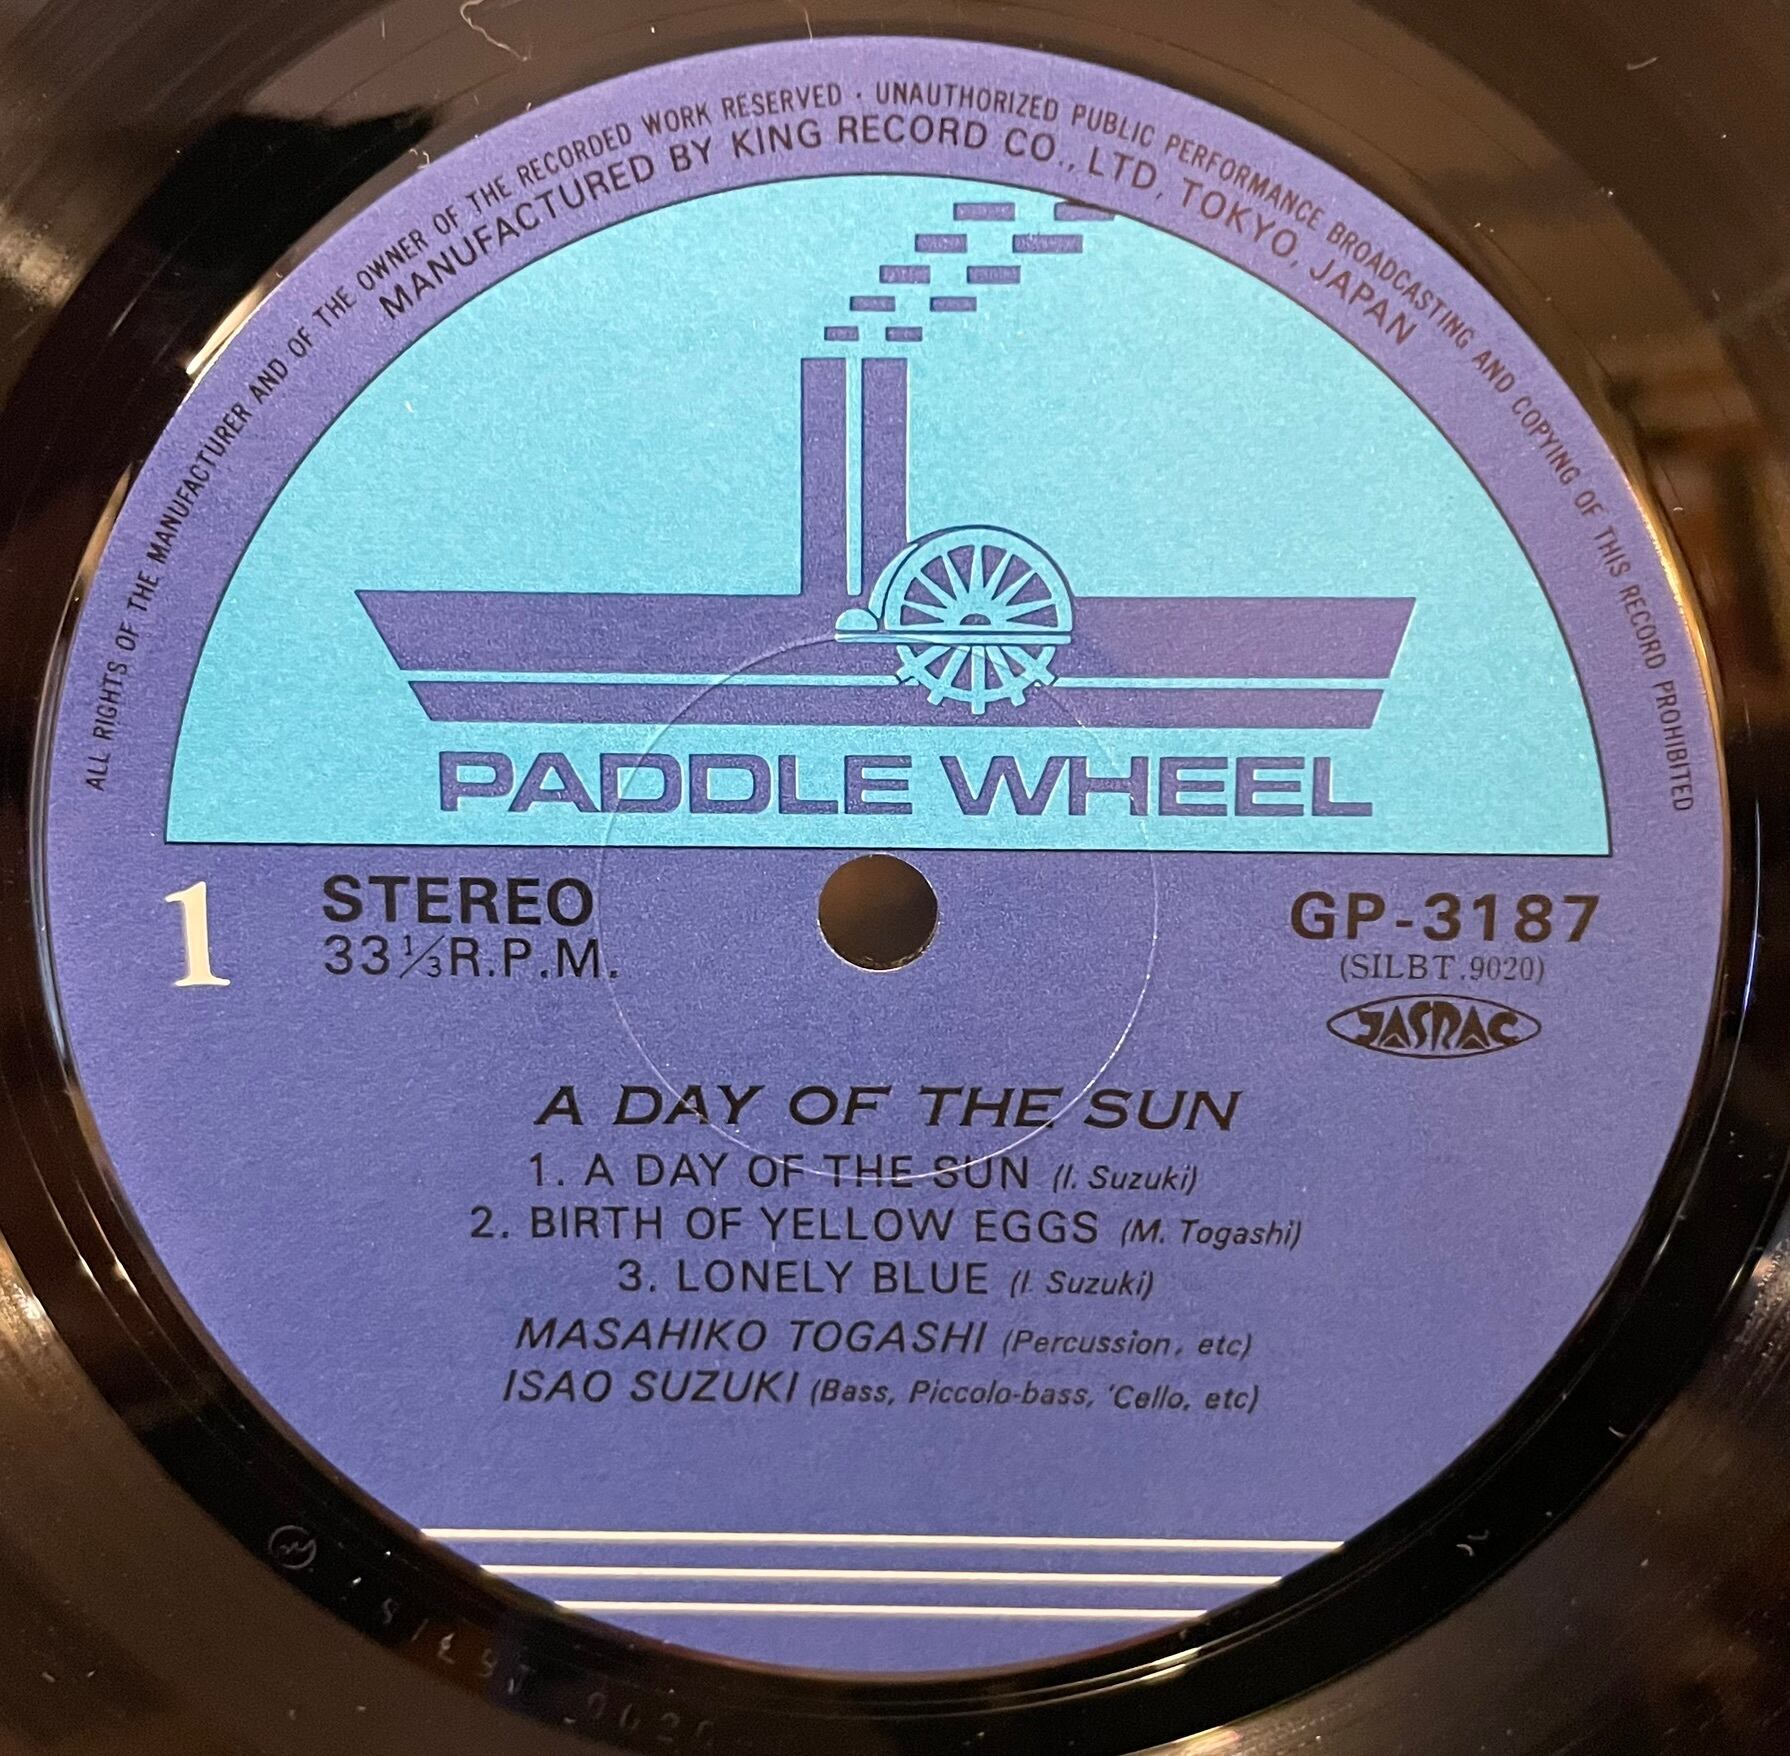 ALL RIGHTS OF THE MANUFACTURER AND OF THE OWNER OF THE RECORDED WORK RESERVED · UNAUTHORIZED PUBLIC PERFORMANCE BROADCASTING AND COPYING OF THIS RECORD PROHIBITED
MANUFACTURED BY KING RECORD CO., LTD, TOKYO, JAPAN
PADDLE WHEEL
1
STEREO
33⅓R.P.M.
GP-3187
(SILBT.9020)
JASRAC
A DAY OF THE SUN
1. A DAY OF THE SUN (I. Suzuki)
2. BIRTH OF YELLOW EGGS (M. Togashi)
3. LONELY BLUE (I. Suzuki)
MASAHIKO TOGASHI (Percussion, etc)
ISAO SUZUKI (Bass, Piccolo-bass, 'Cello, etc)